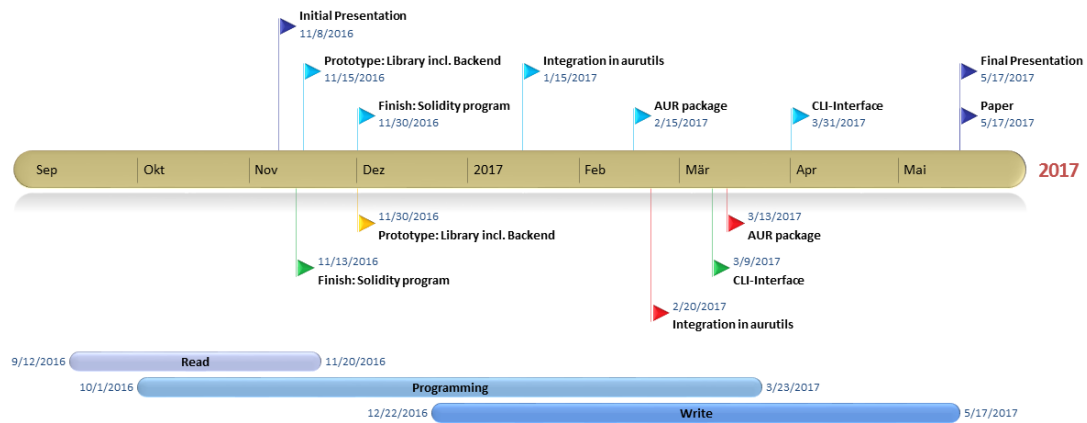 Initial Presentation
11/8/2016
Prototype: Library incl. Backend
11/15/2016
Integration in aurutils
1/15/2017
Final Presentation
5/17/2017
Finish: Solidity program
11/30/2016
AUR package
2/15/2017
CLI-Interface
3/31/2017
Paper
5/17/2017
Sep Okt Nov Dez 2017 Feb Mär Apr Mai 2017
11/30/2016
Prototype: Library incl. Backend
3/13/2017
AUR package
11/13/2016
Finish: Solidity program
3/9/2017
CLI-Interface
2/20/2017
Integration in aurutils
9/12/2016 Read 11/20/2016
10/1/2016 Programming 3/23/2017
12/22/2016 Write 5/17/2017